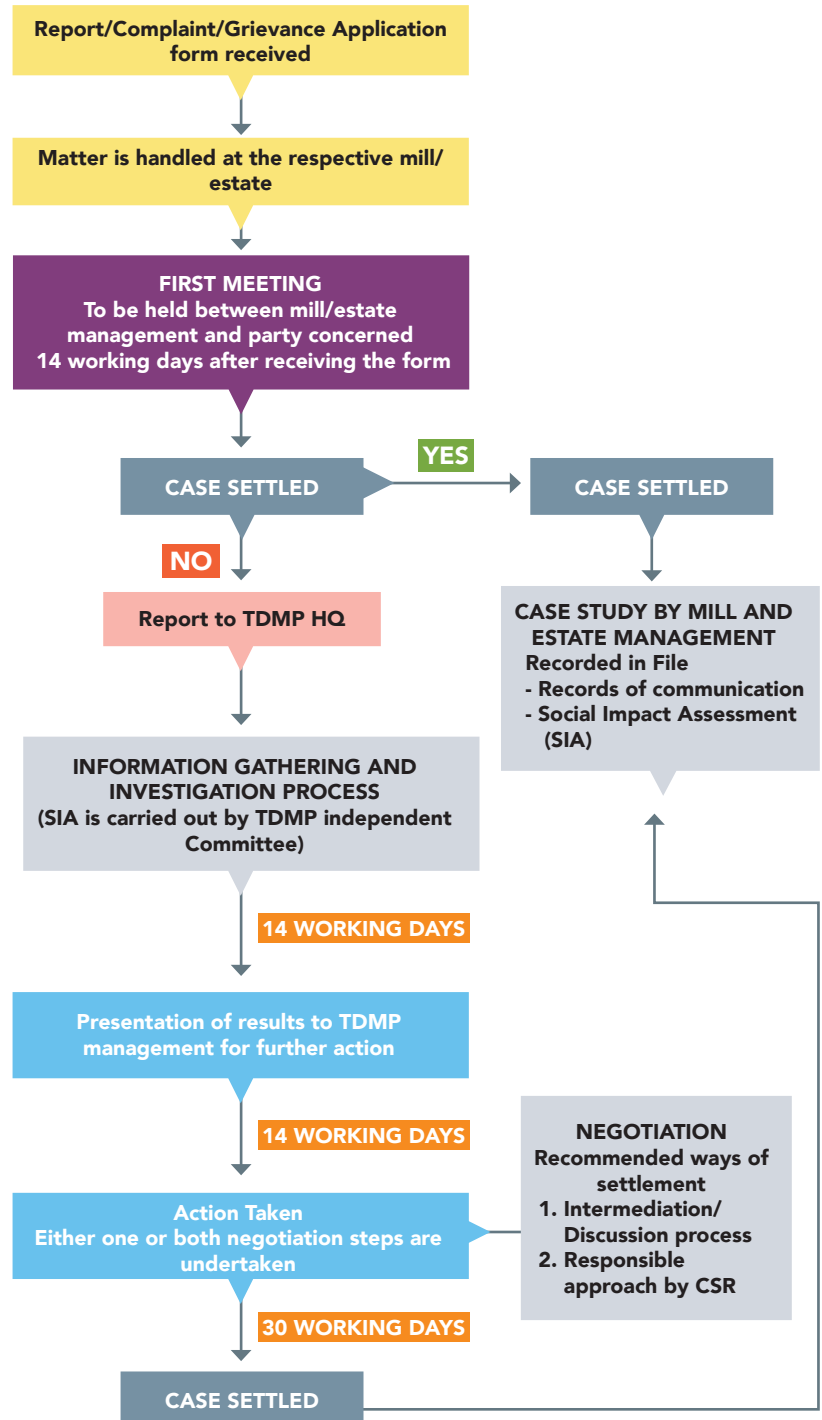 Report/Complaint/Grievance Application
form received
Matter is handled at the respective mill/
estate
FIRST MEETING
To be held between mill/estate
management and party concerned
14 working days after receiving the form
CASE SETTLED
YES
CASE SETTLED
NO
Report to TDMP HQ
CASE STUDY BY MILL AND
ESTATE MANAGEMENT
Recorded in File
- Records of communication
- Social Impact Assessment
(SIA)
INFORMATION GATHERING AND
INVESTIGATION PROCESS
(SIA is carried out by TDMP independent
Committee)
14 WORKING DAYS
Presentation of results to TDMP
management for further action
14 WORKING DAYS
Action Taken
Either one or both negotiation steps are
undertaken
NEGOTIATION
Recommended ways of
settlement
1. Intermediation/
Discussion process
2. Responsible
approach by CSR
30 WORKING DAYS
CASE SETTLED